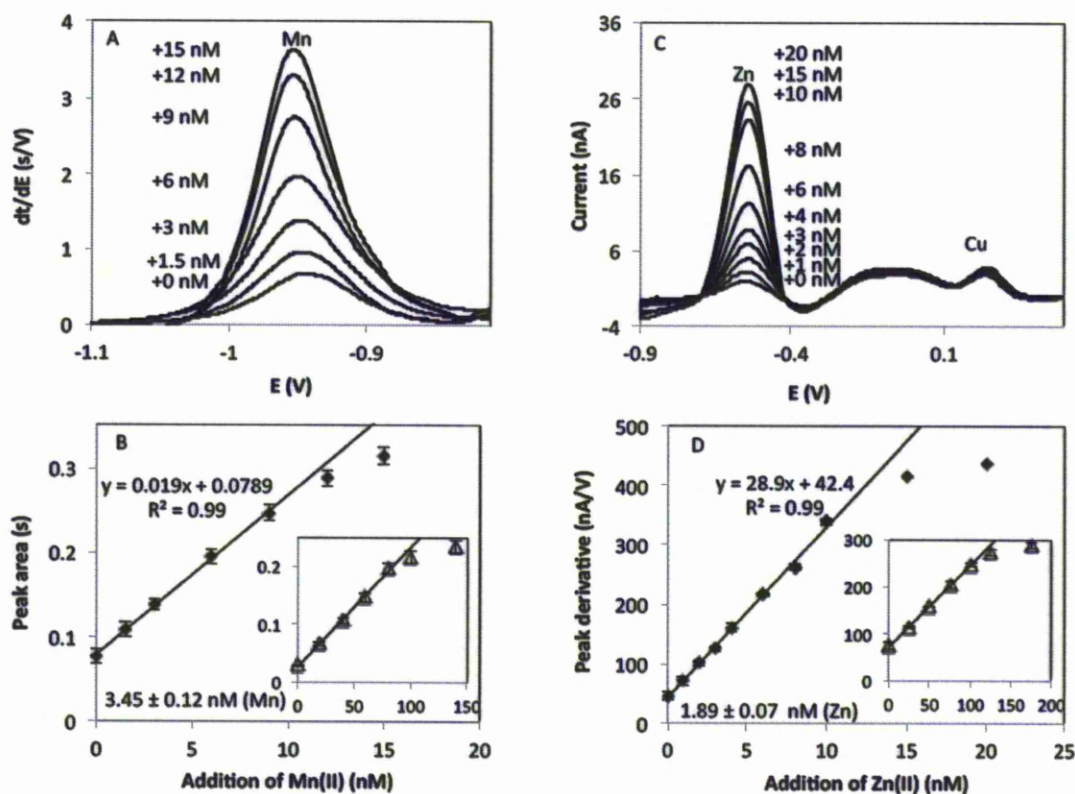 A
Mn
+15 nM
+12 nM
+9 nM
+6 nM
+3 nM
+1.5 nM
+0 nM
4
3
2
1
0
dt/dE (s/V)
-1.1
-1
-0.9
E (V)
C
Zn
+20 nM
+15 nM
+10 nM
+8 nM
+6 nM
+4 nM
+3 nM
+2 nM
+1 nM
+0 nM
Cu
36
26
16
6
-4
Current (nA)
-0.9
-0.4
0.1
E (V)
B
y = 0.019x + 0.0789
R² = 0.99
0.3
0.2
0.1
0
Peak area (s)
0.2
0.1
0
0
50
100
150
3.45 ± 0.12 nM (Mn)
0
5
10
15
20
Addition of Mn(II) (nM)
D
y = 28.9x + 42.4
R² = 0.99
500
400
300
200
100
0
Peak derivative (nA/V)
300
200
100
0
0
50
100
150
200
1.89 ± 0.07 nM (Zn)
0
5
10
15
20
25
Addition of Zn(II) (nM)